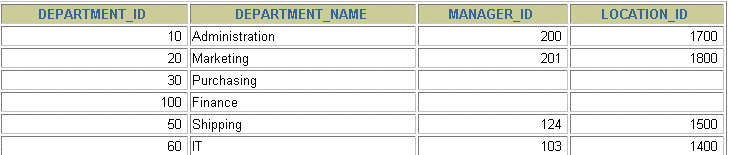 DEPARTMENT_ID DEPARTMENT_NAME MANAGER_ID LOCATION_ID
10 Administration 200 1700
20 Marketing 201 1800
30 Purchasing
100 Finance
50 Shipping 124 1500
60 IT 103 1400